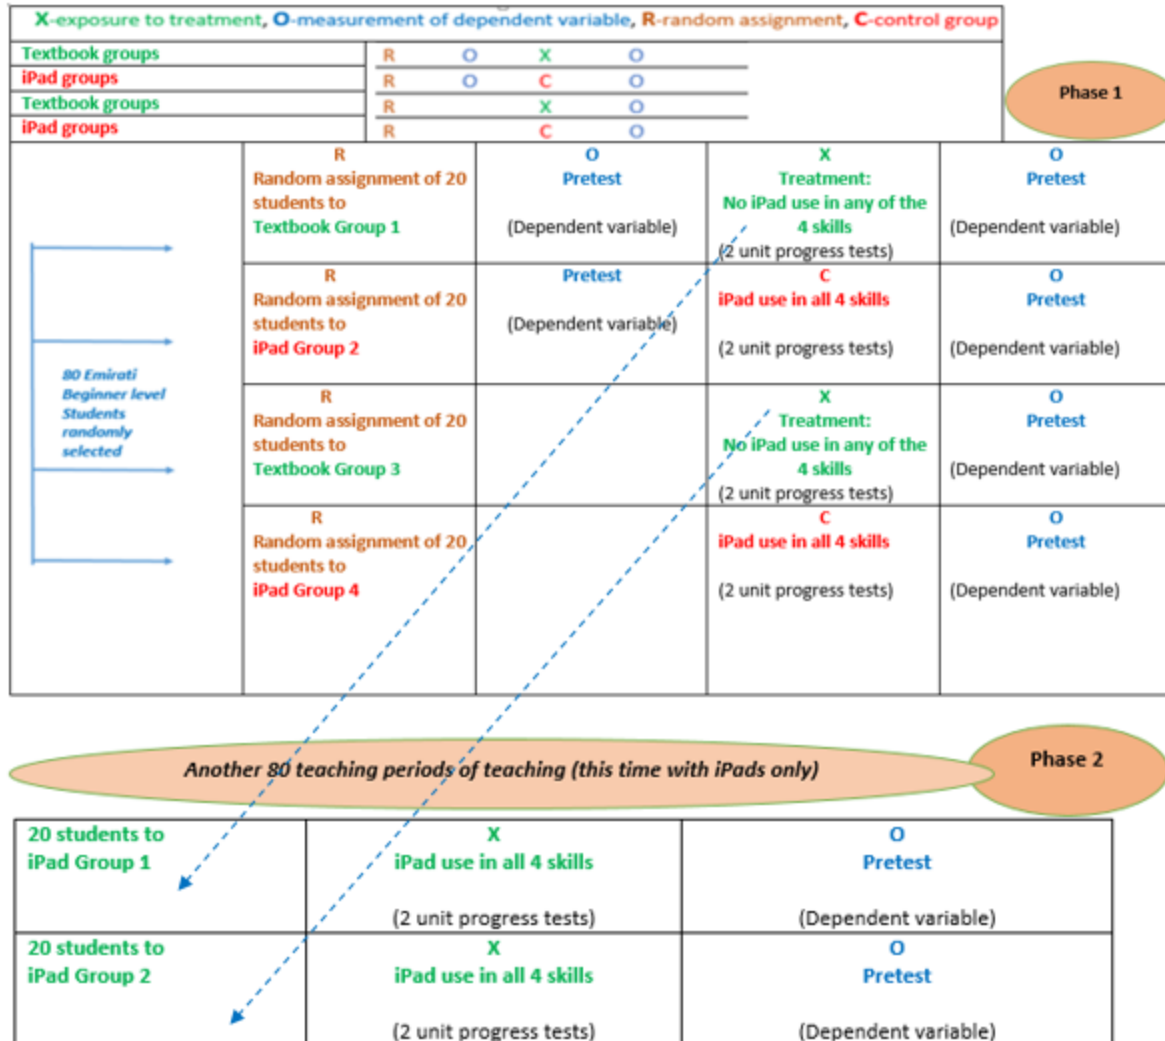 X-exposure to treatment, O-measurement of dependent variable, R-random assignment, C-control group
Textbook groups R O X O
iPad groups R O C O
Textbook groups R X O
iPad groups R C O
Phase 1
80 Emirati
Beginner level
Students
randomly
selected
R
Random assignment of 20
students to
Textbook Group 1
O
Pretest
(Dependent variable)
X
Treatment:
No iPad use in any of the
4 skills
(2 unit progress tests)
O
Pretest
(Dependent variable)
R
Random assignment of 20
students to
iPad Group 2
Pretest
(Dependent variable)
C
iPad use in all 4 skills
(2 unit progress tests)
O
Pretest
(Dependent variable)
R
Random assignment of 20
students to
Textbook Group 3
X
Treatment:
No iPad use in any of the
4 skills
(2 unit progress tests)
O
Pretest
(Dependent variable)
R
Random assignment of 20
students to
iPad Group 4
C
iPad use in all 4 skills
(2 unit progress tests)
O
Pretest
(Dependent variable)
Another 80 teaching periods of teaching (this time with iPads only)
Phase 2
20 students to
iPad Group 1
X
iPad use in all 4 skills
(2 unit progress tests)
O
Pretest
(Dependent variable)
20 students to
iPad Group 2
X
iPad use in all 4 skills
(2 unit progress tests)
O
Pretest
(Dependent variable)